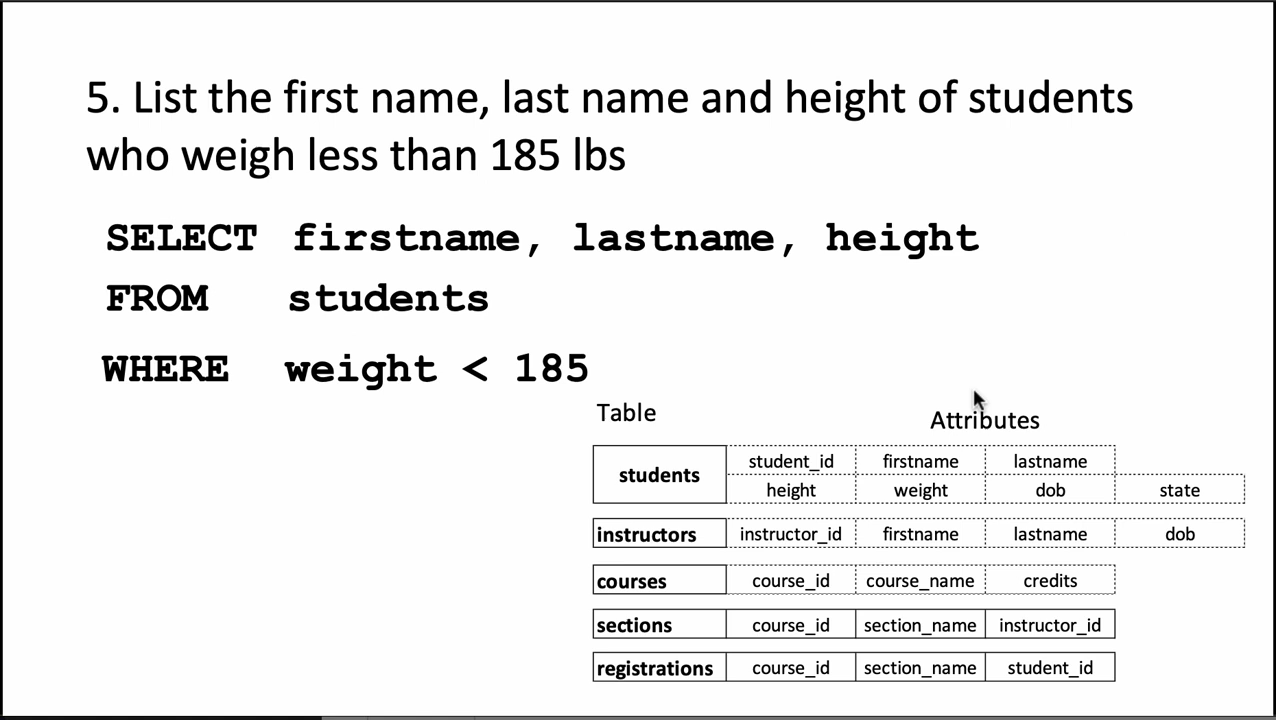 5. List the first name, last name and height of students
who weigh less than 185 lbs
SELECT firstname, lastname, height
FROM students
WHERE weight < 185
Table Attributes
students student_id firstname lastname
height weight dob state
instructors instructor_id firstname lastname dob
courses course_id course_name credits
sections course_id section_name instructor_id
registrations course_id section_name student_id